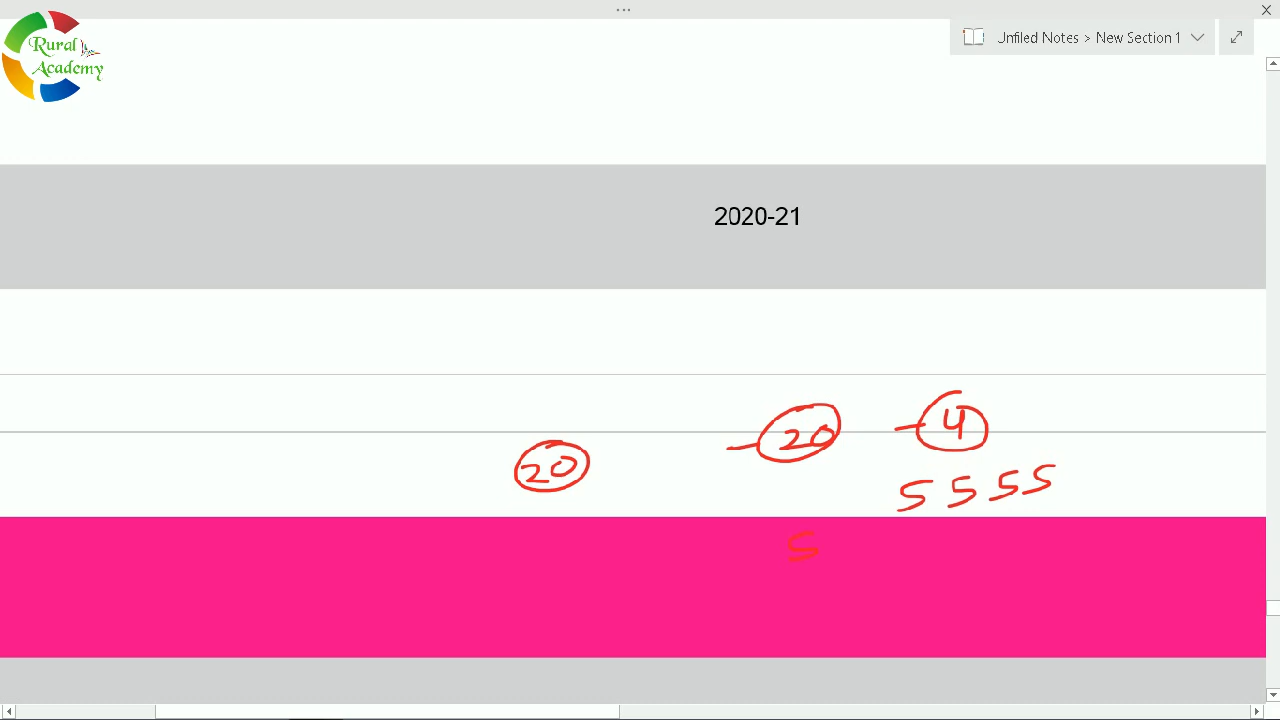 Rural
Academy
Unfiled Notes > New Section 1
2020-21
20 20 4
5 5 5 5
5